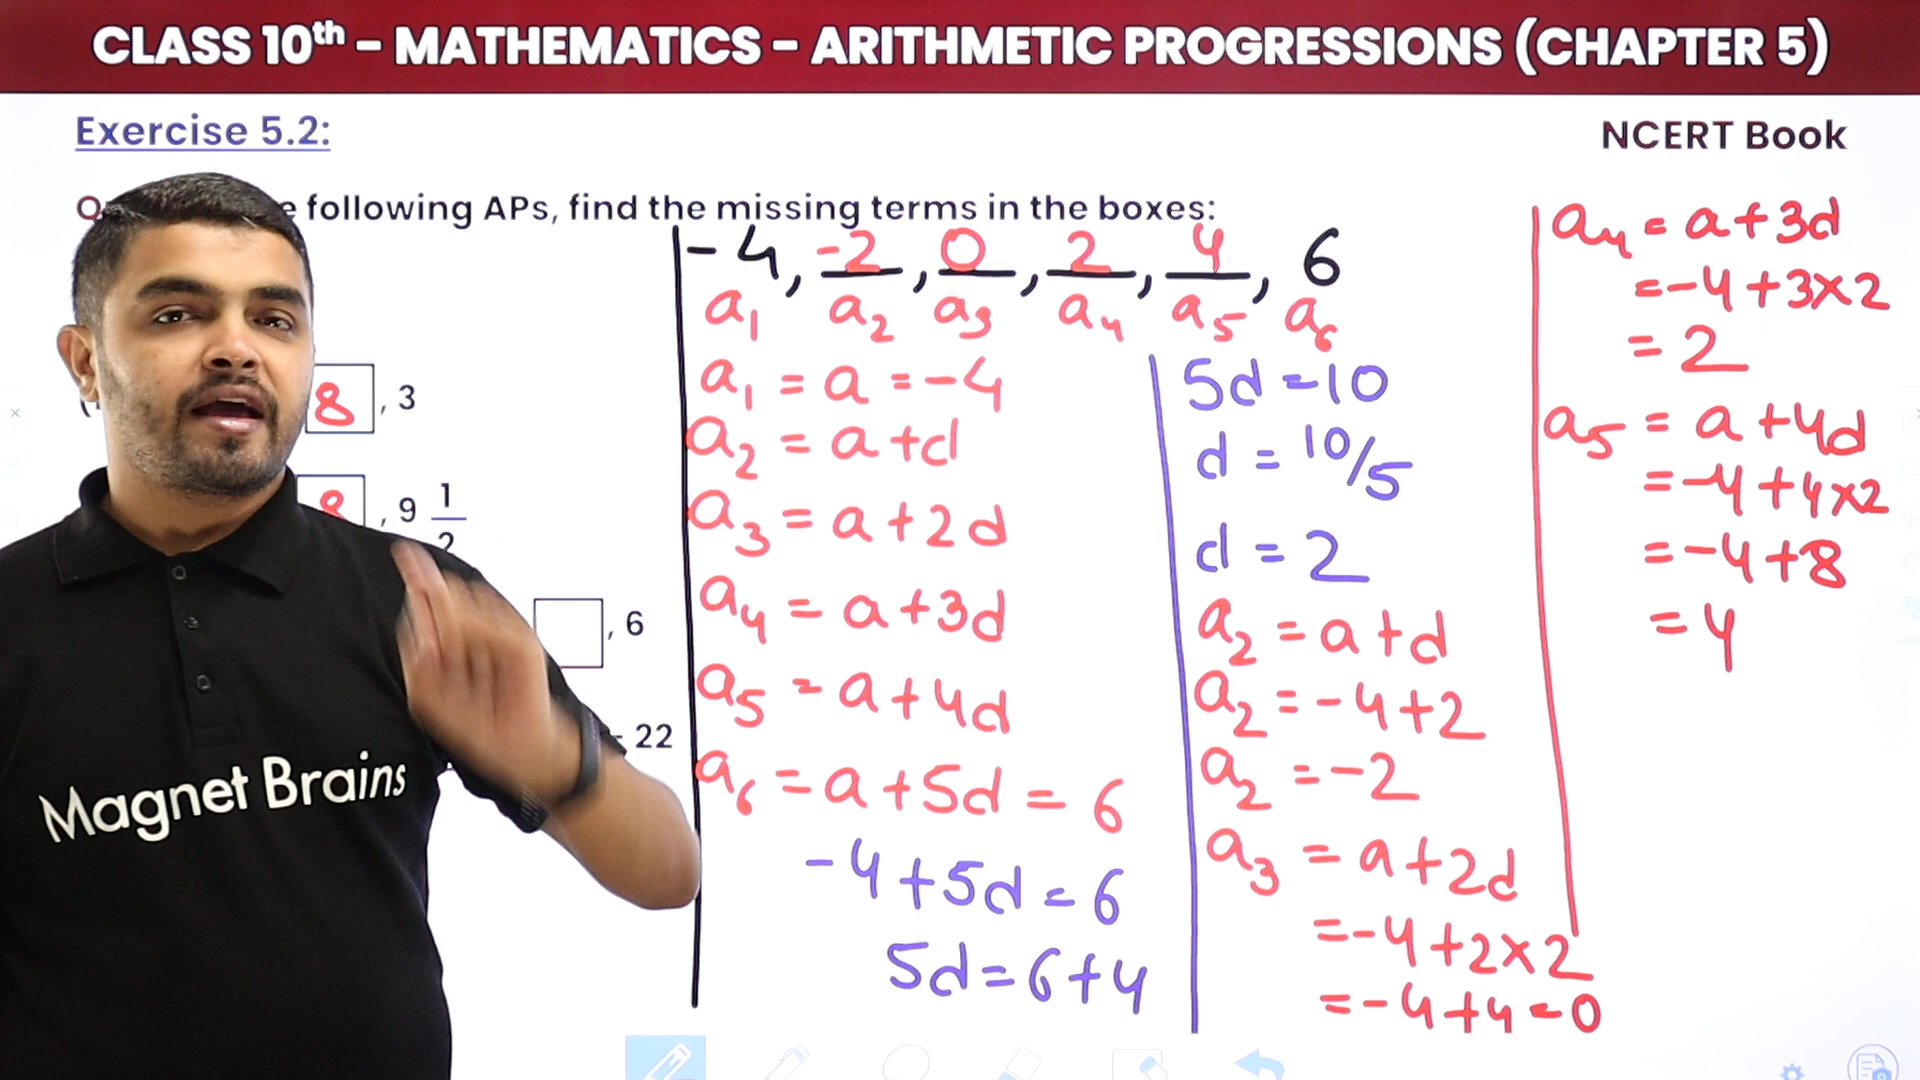 CLASS 10th – MATHEMATICS – ARITHMETIC PROGRESSIONS (CHAPTER 5)
Exercise 5.2:
NCERT Book
Q following APs, find the missing terms in the boxes:
-4, -2, 0, 2, 4, 6
a1 a2 a3 a4 a5 a6
8 , 3
8 , 9 1/2
, 6
- 22
Magnet Brains
a1 = a = -4
a2 = a+d
a3 = a+2d
a4 = a+3d
a5 = a+4d
a6 = a+5d = 6
-4+5d = 6
5d = 6+4
5d = 10
d = 10/5
d = 2
a2 = a+d
a2 = -4+2
a2 = -2
a3 = a+2d
= -4+2×2
= -4+4 = 0
a4 = a+3d
= -4+3×2
= 2
a5 = a+4d
= -4+4×2
= -4+8
= 4